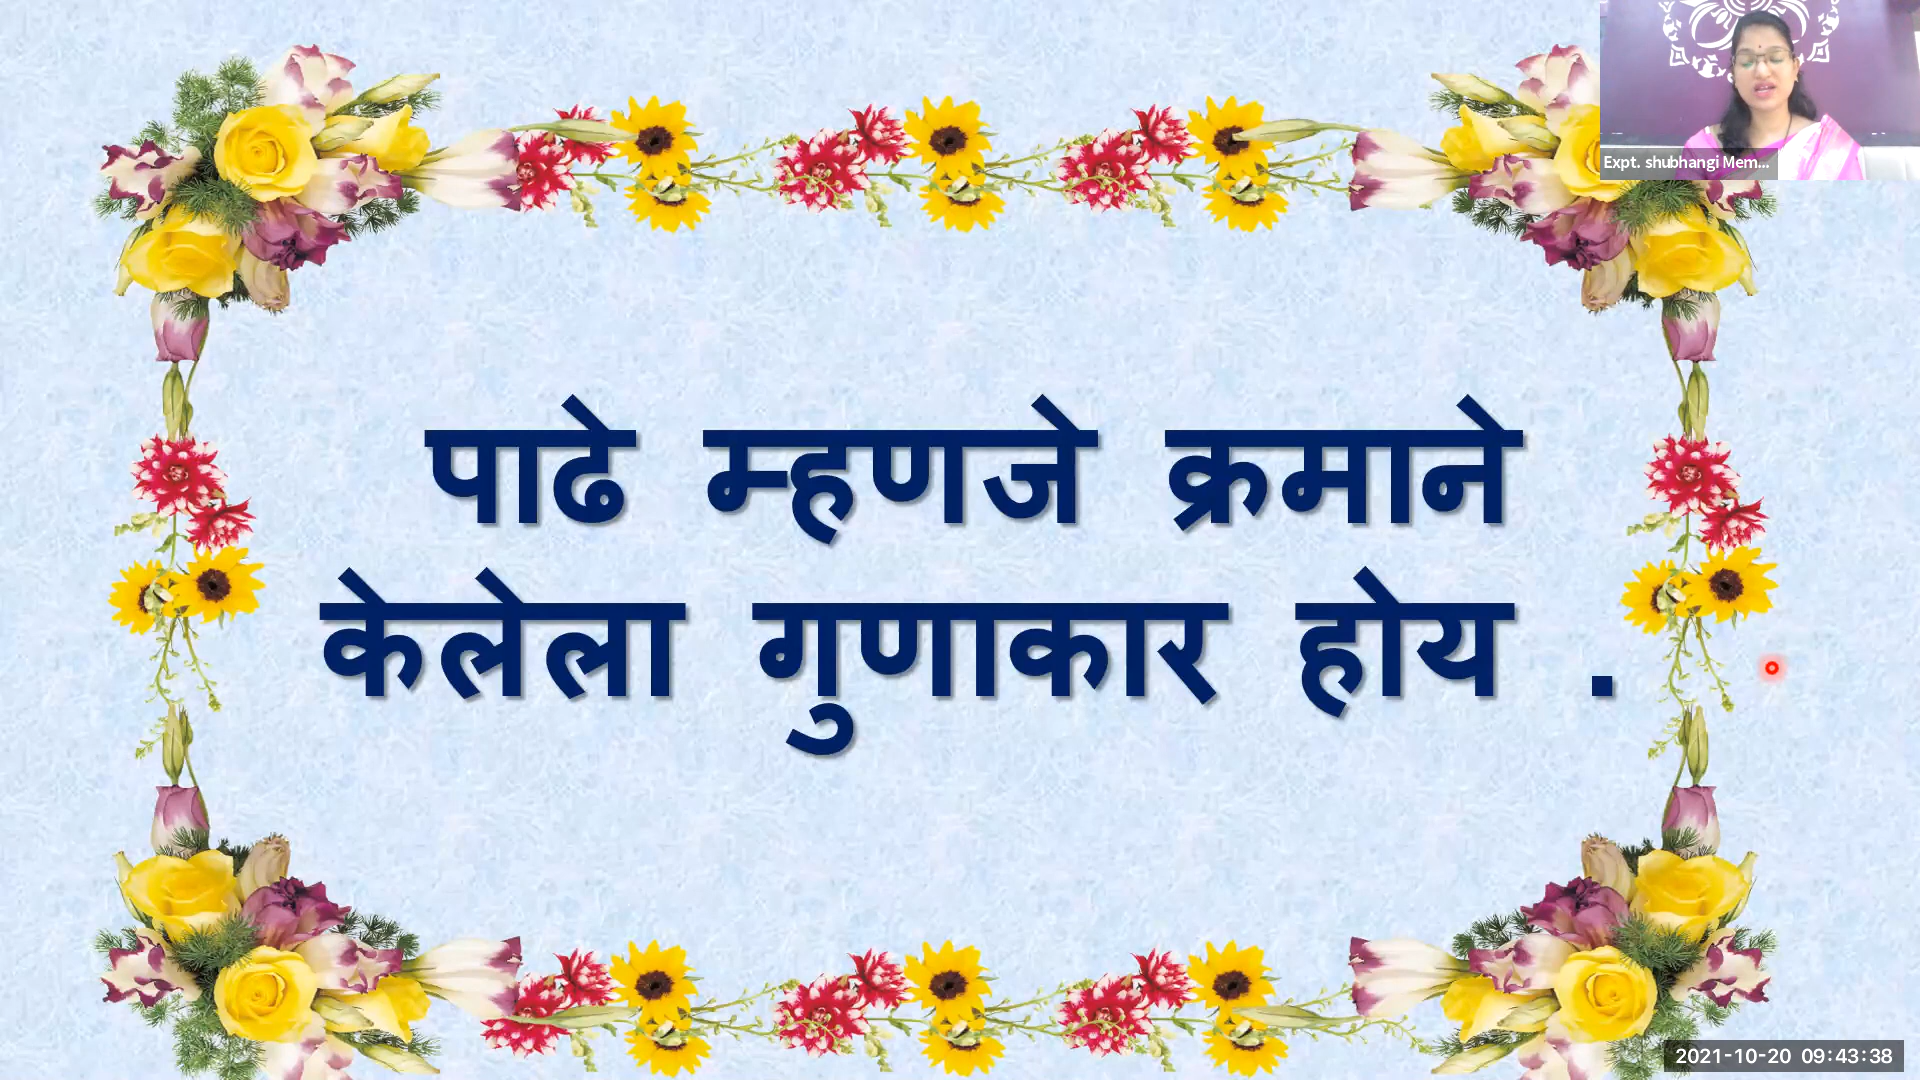 Expt. shubhangi Mem...
पाढे म्हणजे क्रमाने
केलेला गुणाकार होय .
2021-10-20 09:43:38